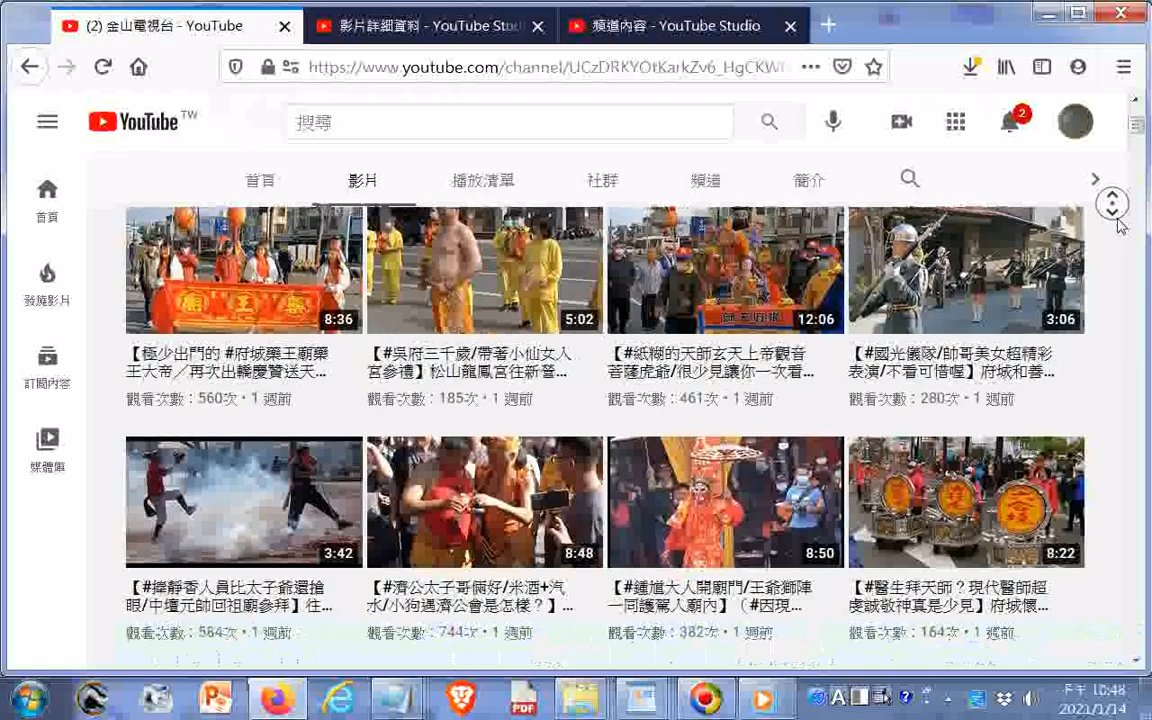 (2) 金山電視台 - YouTube
影片詳細資料 - YouTube Stu
頻道內容 - YouTube Studio
https://www.youtube.com/channel/UCzDRKYOtKarkZv6_HgCKW
YouTube TW
搜尋
2
首頁 影片 播放清單 社群 頻道 簡介
首頁
發燒影片
訂閱內容
媒體庫
8:36
5:02
12:06
3:06
【極少出門的 #府城藥王廟藥
王大帝／再次出轎慶贊送天...
觀看次數：560次・1 週前
【#吳府三千歲/帶著小仙女入
宮參禮】松山龍鳳宮往新營...
觀看次數：185次・1 週前
【#紙糊的天師玄天上帝觀音
菩薩虎爺/很少見讓你一次看...
觀看次數：461次・1 週前
【#國光儀隊/帥哥美女超精彩
表演/不看可惜喔】府城和善...
觀看次數：280次・1 週前
3:42
8:48
8:50
8:22
【#擲靜香人員比太子爺還搶
眼/中壇元帥回祖廟參拜】往...
觀看次數：584次・1 週前
【#濟公太子哥倆好/米酒+汽
水/小狗遇濟公會是怎樣？】...
觀看次數：744次・1 週前
【#鍾馗大人開廟門/王爺獅陣
一同護駕入廟內】（#因現...
觀看次數：382次・1 週前
【#醫生拜天師？現代醫師超
虔誠敬神真是少見】府城懷...
觀看次數：164次・1 週前
PDF
A
下午 10:48
2021/1/14